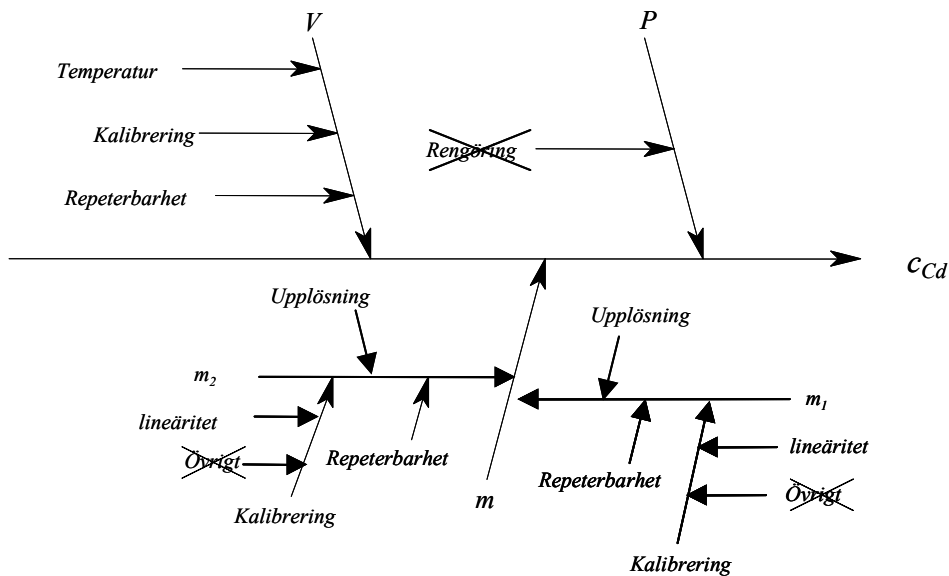 V
P
Temperatur
Kalibrering
Rengöring
Repeterbarhet
c_Cd
Upplösning
Upplösning
m_2
m_1
lineäritet
lineäritet
Övrigt
Repeterbarhet
Repeterbarhet
m
Övrigt
Kalibrering
Kalibrering